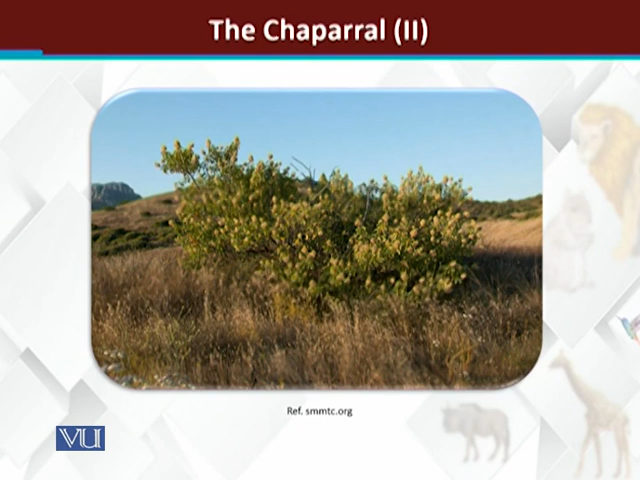 The Chaparral (II)
Ref. smmtc.org
VU